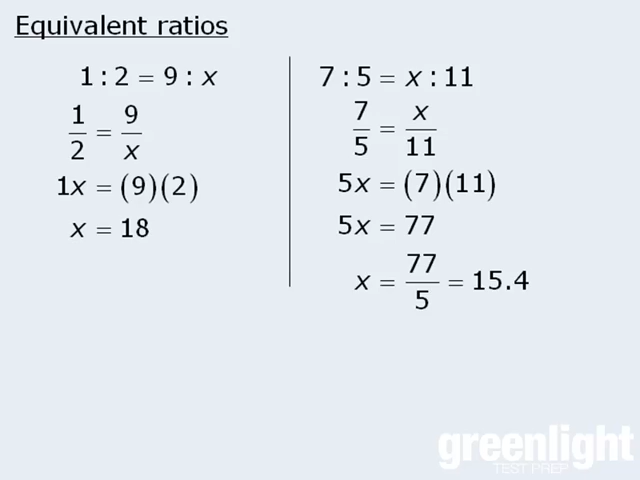 Equivalent ratios
1 : 2 = 9 : x
1/2 = 9/x
1x = (9)(2)
x = 18
7 : 5 = x : 11
7/5 = x/11
5x = (7)(11)
5x = 77
x = 77/5 = 15.4
greenlight
TEST PREP